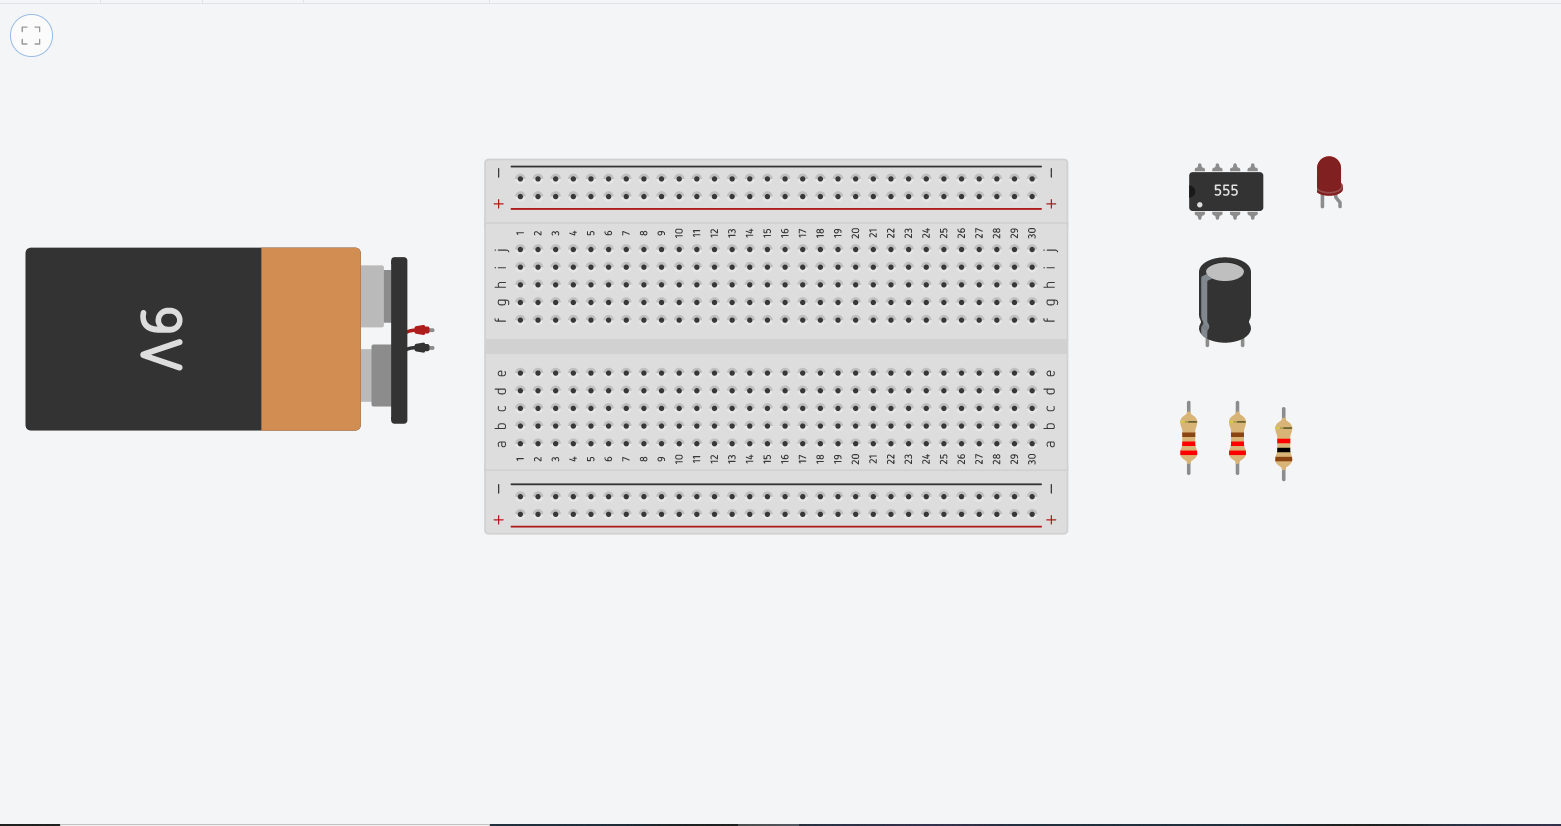 555
− −
+ +
1 2 3 4 5 6 7 8 9 10 11 12 13 14 15 16 17 18 19 20 21 22 23 24 25 26 27 28 29 30
j j
i i
h h
g g
f f
9V
e e
d d
c c
b b
a a
1 2 3 4 5 6 7 8 9 10 11 12 13 14 15 16 17 18 19 20 21 22 23 24 25 26 27 28 29 30
− −
+ +